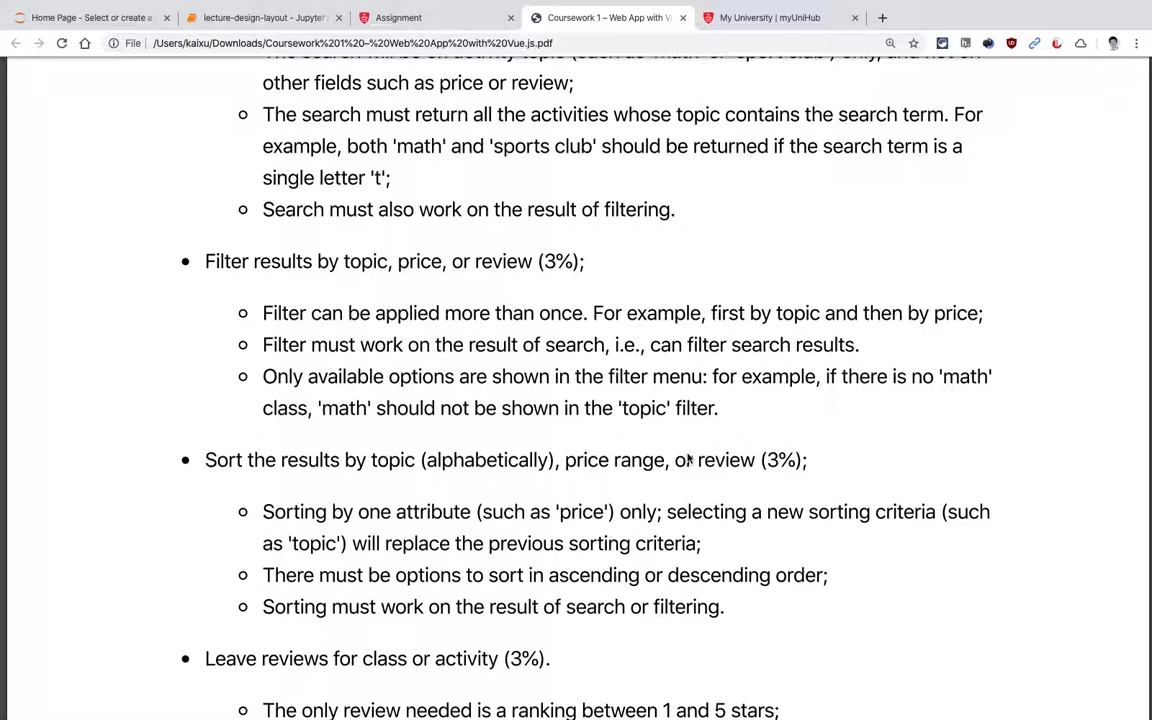 Home Page - Select or create a
lecture-design-layout - Jupyter
Assignment
Coursework 1 – Web App with V
My University | myUniHub
File
/Users/kaixu/Downloads/Coursework%201%20–%20Web%20App%20with%20Vue.js.pdf
other fields such as price or review;
The search must return all the activities whose topic contains the search term. For
example, both 'math' and 'sports club' should be returned if the search term is a
single letter 't';
Search must also work on the result of filtering.
Filter results by topic, price, or review (3%);
Filter can be applied more than once. For example, first by topic and then by price;
Filter must work on the result of search, i.e., can filter search results.
Only available options are shown in the filter menu: for example, if there is no 'math'
class, 'math' should not be shown in the 'topic' filter.
Sort the results by topic (alphabetically), price range, or review (3%);
Sorting by one attribute (such as 'price') only; selecting a new sorting criteria (such
as 'topic') will replace the previous sorting criteria;
There must be options to sort in ascending or descending order;
Sorting must work on the result of search or filtering.
Leave reviews for class or activity (3%).
The only review needed is a ranking between 1 and 5 stars;